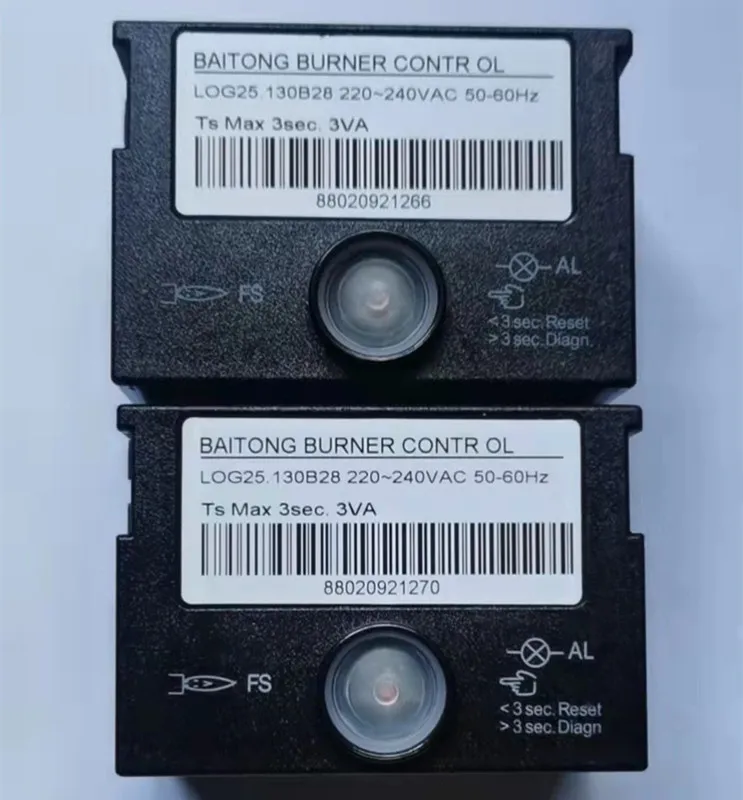 BAITONG BURNER CONTR OL
LOG25.130B28 220~240VAC 50-60Hz
Ts Max 3sec. 3VA
88020921266
FS
AL
< 3 sec. Reset
> 3 sec. Diagn.
BAITONG BURNER CONTR OL
LOG25.130B28 220~240VAC 50-60Hz
Ts Max 3sec. 3VA
88020921270
FS
AL
< 3 sec. Reset
> 3 sec. Diagn